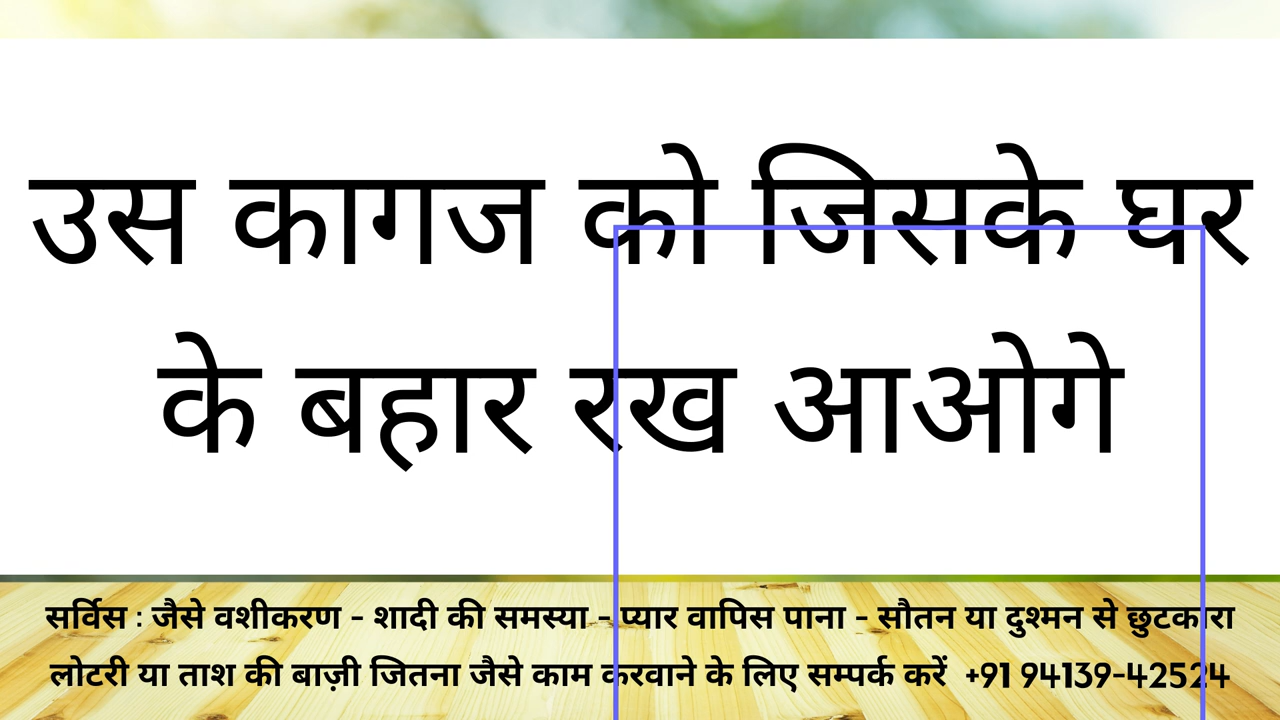 उस कागज को जिसके घर
के बहार रख आओगे
सर्विस : जैसे वशीकरण - शादी की समस्या - प्यार वापिस पाना - सौतन या दुश्मन से छुटकारा
लोटरी या ताश की बाज़ी जितना जैसे काम करवाने के लिए सम्पर्क करें +91 94139-42524